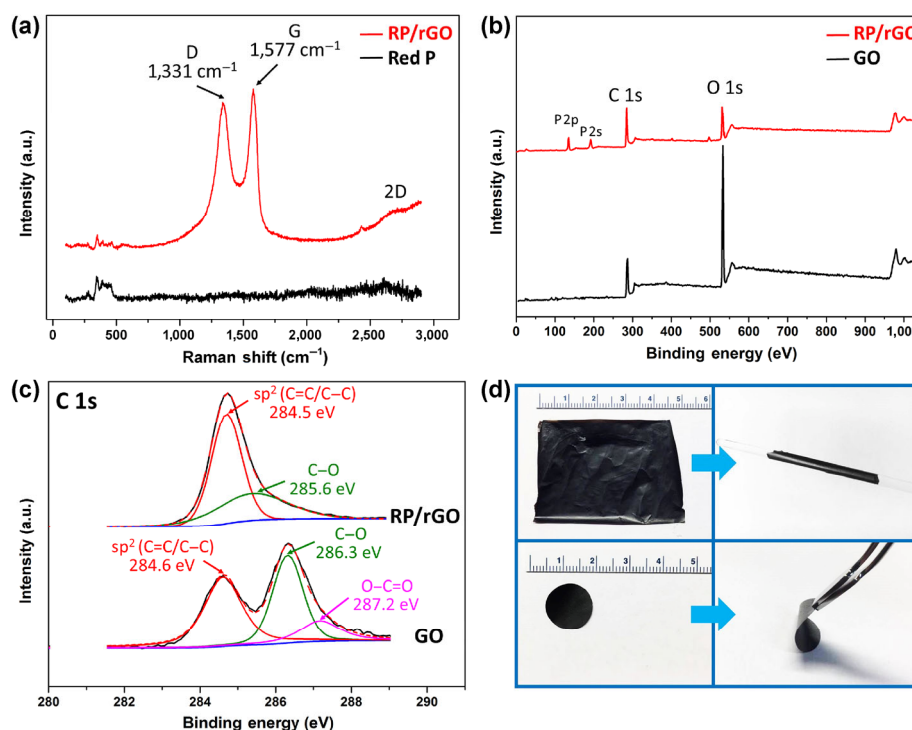 (a)
RP/rGO
Red P
D
1,331 cm⁻¹
G
1,577 cm⁻¹
2D
Intensity (a.u.)
0 500 1,000 1,500 2,000 2,500 3,000
Raman shift (cm⁻¹)
(b)
RP/rGO
GO
P 2p
P 2s
C 1s
O 1s
Intensity (a.u.)
0 100 200 300 400 500 600 700 800 900 1,00
Binding energy (eV)
(c)
C 1s
sp² (C=C/C–C)
284.5 eV
C–O
285.6 eV
RP/rGO
sp² (C=C/C–C)
284.6 eV
C–O
286.3 eV
O–C=O
287.2 eV
GO
Intensity (a.u.)
280 282 284 286 288 290
Binding energy (eV)
(d)
1 2 3 4 5 6
1 2 3 4 5